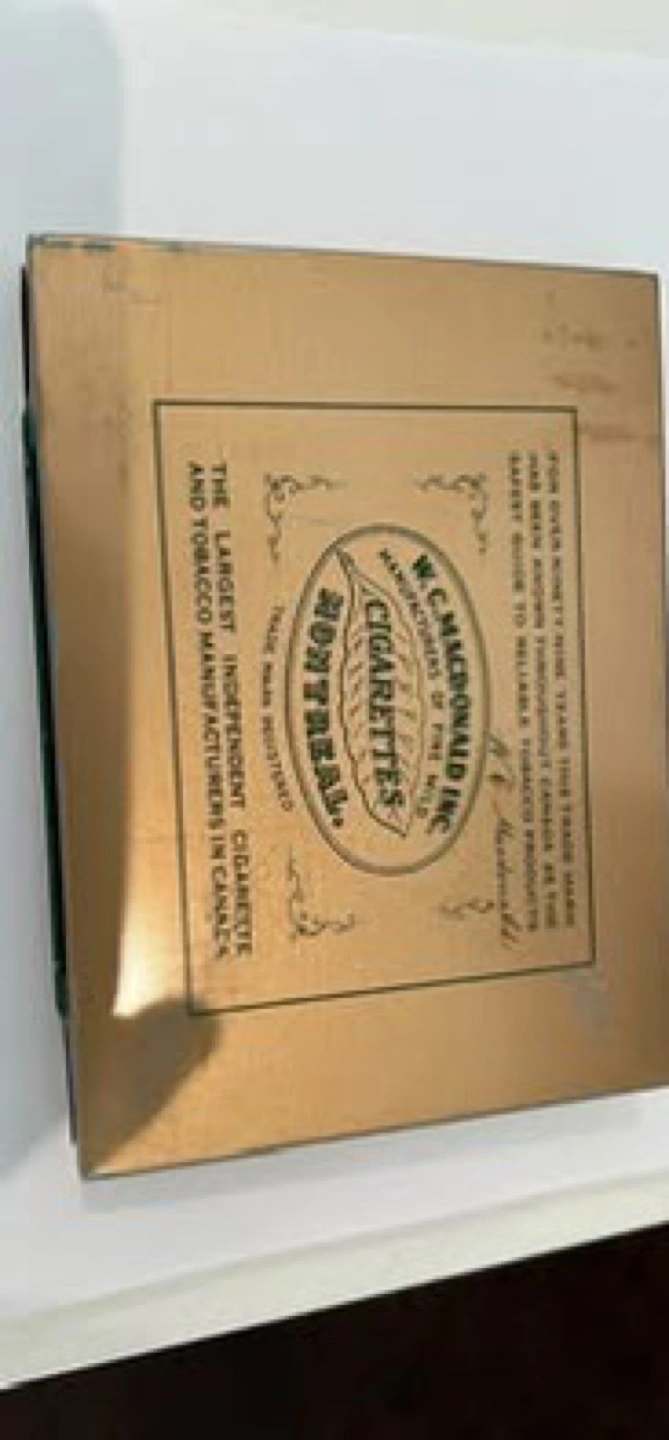 FOR OVER NINETY-NINE YEARS THIS TRADE MARK
HAS BEEN KNOWN THROUGHOUT CANADA AS THE
SAFEST GUIDE TO RELIABLE TOBACCO PRODUCTS
W.C. Macdonald
W.C. MACDONALD INC.
MANUFACTURERS OF FINE MILD
CIGARETTES
MONTREAL.
TRADE MARK REGISTERED
THE LARGEST INDEPENDENT CIGARETTE
AND TOBACCO MANUFACTURERS IN CANADA